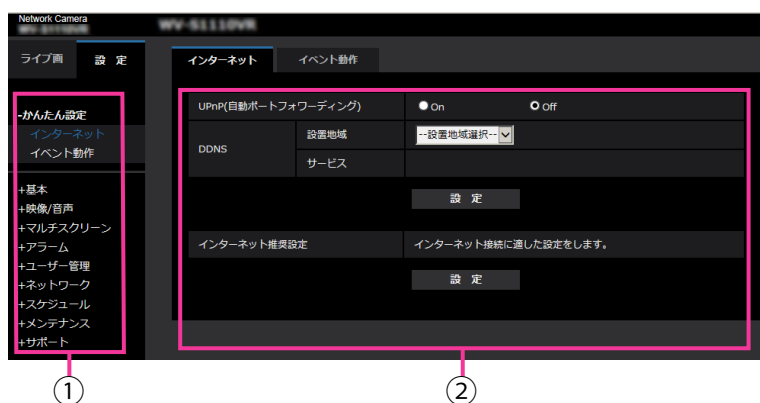 Network Camera
WV-S1110VR
ライブ画 設 定
インターネット イベント動作
-かんたん設定
インターネット
イベント動作
+基本
+映像/音声
+マルチスクリーン
+アラーム
+ユーザー管理
+ネットワーク
+スケジュール
+メンテナンス
+サポート
UPnP(自動ポートフォワーディング) On Off
DDNS 設置地域 --設置地域選択--
サービス
設 定
インターネット推奨設定 インターネット接続に適した設定をします。
設 定
① ②